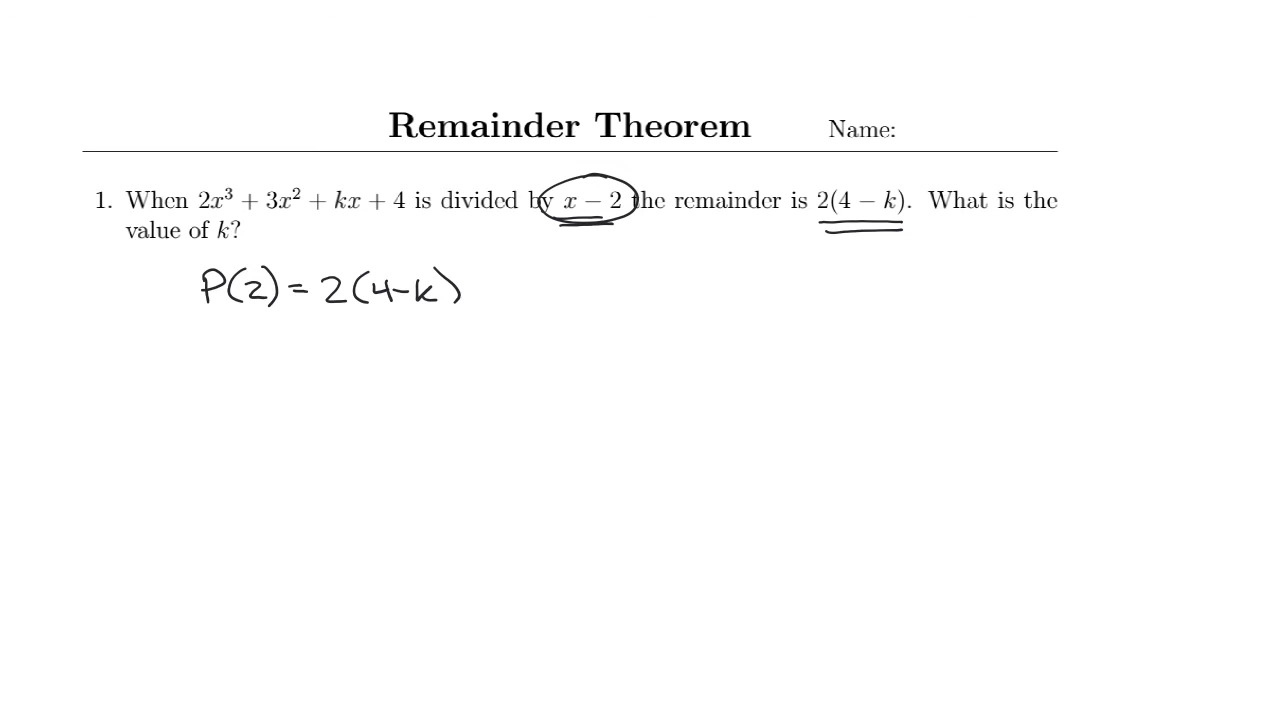 Remainder Theorem Name:
1. When 2x³ + 3x² + kx + 4 is divided by x − 2 the remainder is 2(4 − k). What is the
value of k?
P(2) = 2(4-k)